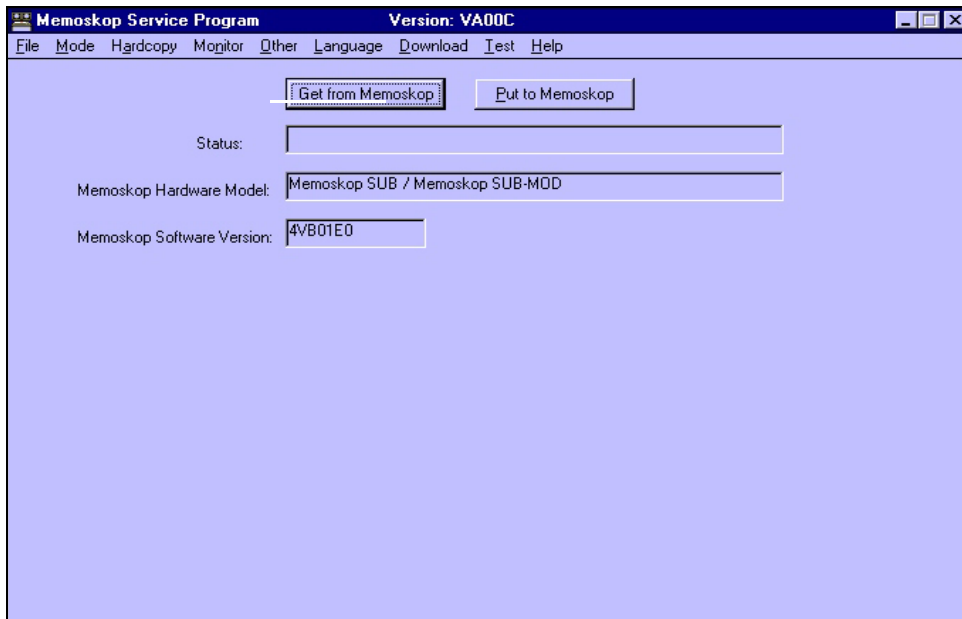 Memoskop Service Program Version: VA00C
File Mode Hardcopy Monitor Other Language Download Test Help
Get from Memoskop Put to Memoskop
Status:
Memoskop Hardware Model: Memoskop SUB / Memoskop SUB-MOD
Memoskop Software Version: 4VB01E0